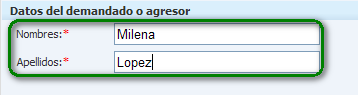 Datos del demandado o agresor
Nombres:* Milena
Apellidos:* Lopez